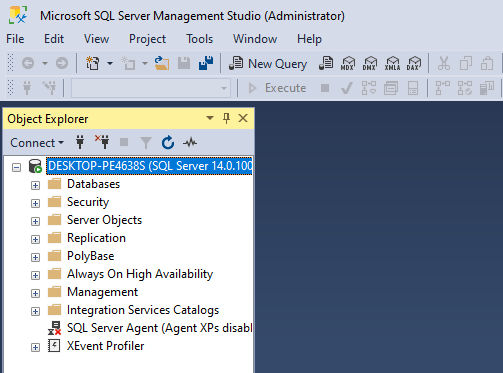 Microsoft SQL Server Management Studio (Administrator)
File Edit View Project Tools Window Help
New Query MDX DMX XMLA DAX
Execute
Object Explorer
Connect
DESKTOP-PE4638S (SQL Server 14.0.100
Databases
Security
Server Objects
Replication
PolyBase
Always On High Availability
Management
Integration Services Catalogs
SQL Server Agent (Agent XPs disabl
XEvent Profiler